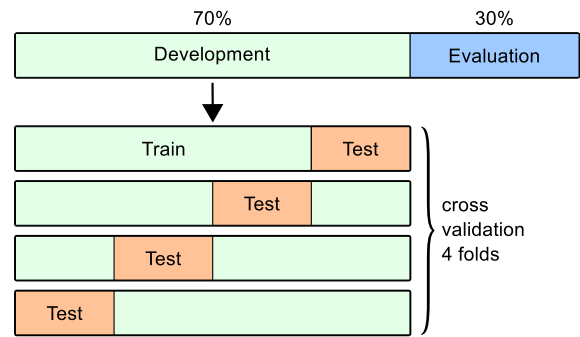 70%
30%
Development
Evaluation
Train
Test
Test
Test
Test
cross
validation
4 folds